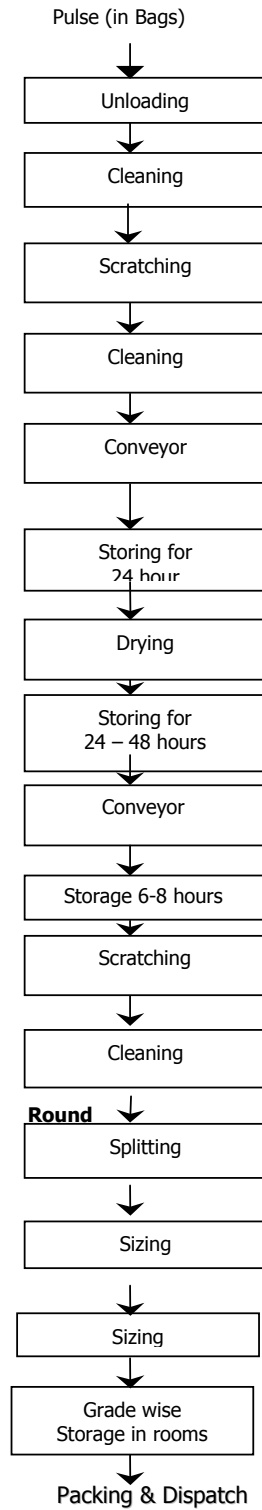 Pulse (in Bags)
Unloading
Cleaning
Scratching
Cleaning
Conveyor
Storing for
24 hour
Drying
Storing for
24 – 48 hours
Conveyor
Storage 6-8 hours
Scratching
Cleaning
Round
Splitting
Sizing
Sizing
Grade wise
Storage in rooms
Packing & Dispatch